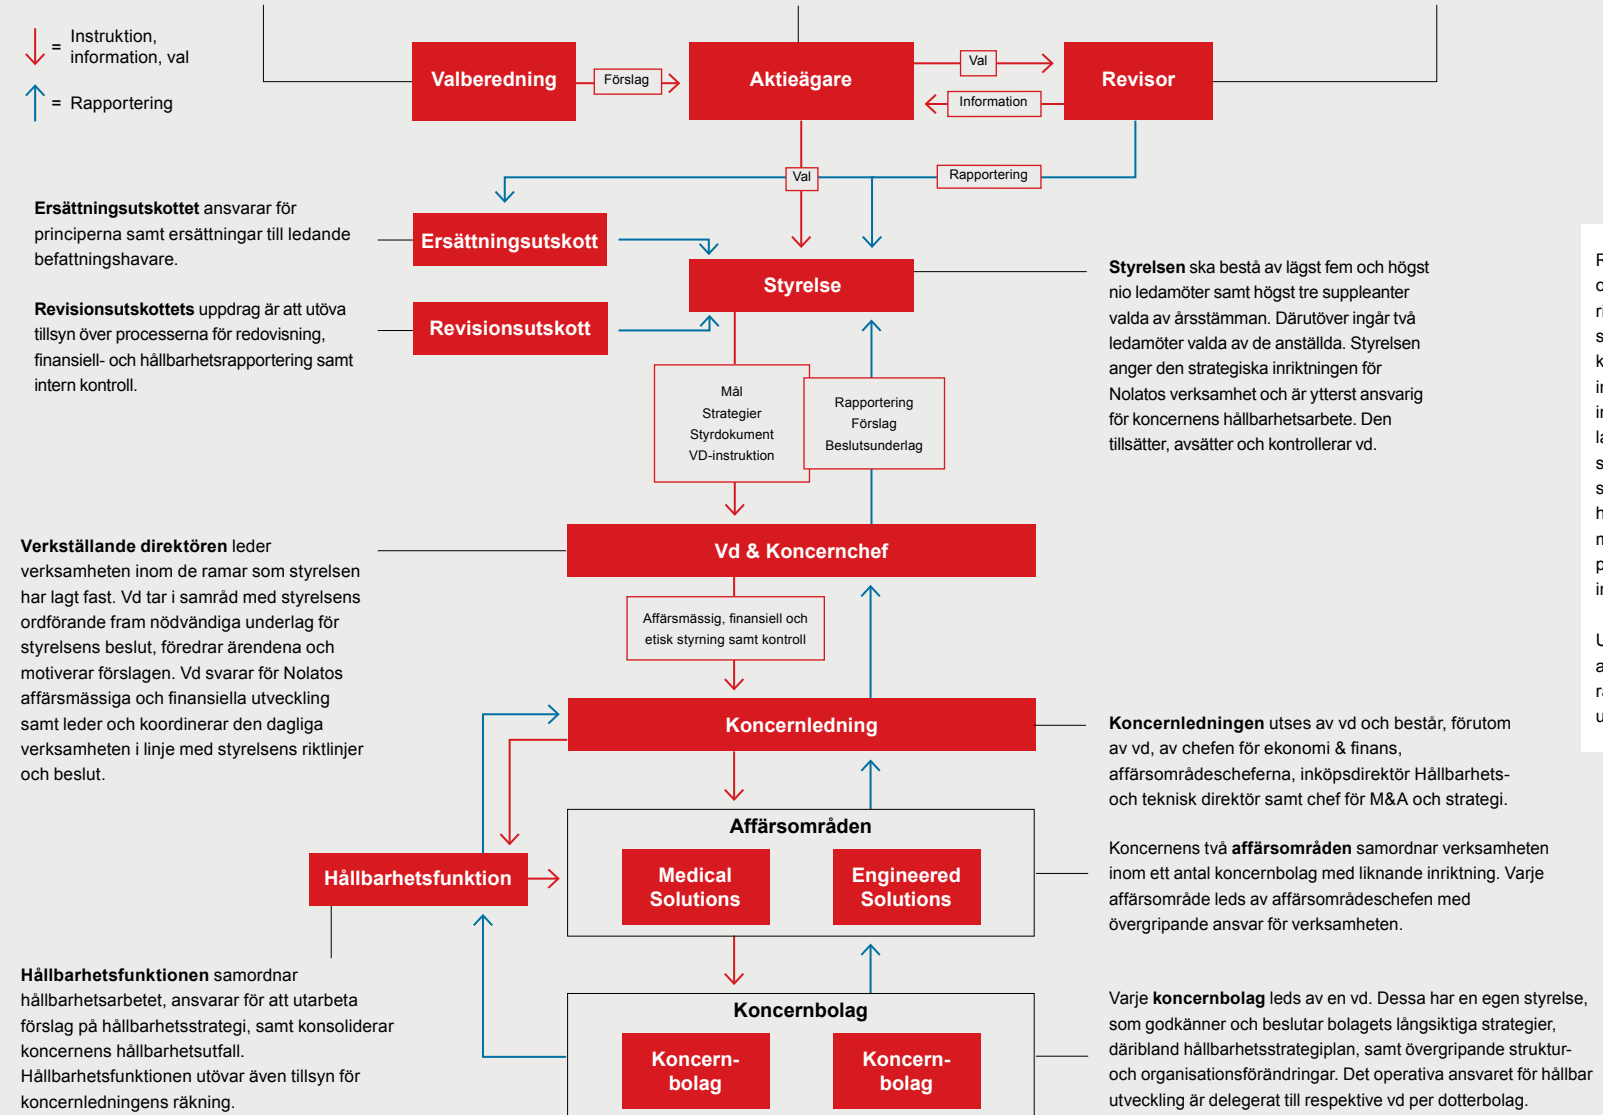 = Instruktion,
information, val
= Rapportering
Valberedning
Förslag
Aktieägare
Val
Information
Revisor
Val
Rapportering
Ersättningsutskottet ansvarar för
principerna samt ersättningar till ledande
befattningshavare.
Revisionsutskottets uppdrag är att utöva
tillsyn över processerna för redovisning,
finansiell- och hållbarhetsrapportering samt
intern kontroll.
Ersättningsutskott
Revisionsutskott
Styrelse
Styrelsen ska bestå av lägst fem och högst
nio ledamöter samt högst tre suppleanter
valda av årsstämman. Därutöver ingår två
ledamöter valda av de anställda. Styrelsen
anger den strategiska inriktningen för
Nolatos verksamhet och är ytterst ansvarig
för koncernens hållbarhetsarbete. Den
tillsätter, avsätter och kontrollerar vd.
Mål
Strategier
Styrdokument
VD-instruktion
Rapportering
Förslag
Beslutsunderlag
Verkställande direktören leder
verksamheten inom de ramar som styrelsen
har lagt fast. Vd tar i samråd med styrelsens
ordförande fram nödvändiga underlag för
styrelsens beslut, föredrar ärendena och
motiverar förslagen. Vd svarar för Nolatos
affärsmässiga och finansiella utveckling
samt leder och koordinerar den dagliga
verksamheten i linje med styrelsens riktlinjer
och beslut.
Vd & Koncernchef
Affärsmässig, finansiell och
etisk styrning samt kontroll
Koncernledning
Koncernledningen utses av vd och består, förutom
av vd, av chefen för ekonomi & finans,
affärsområdescheferna, inköpsdirektör Hållbarhets-
och teknisk direktör samt chef för M&A och strategi.
Affärsområden
Medical
Solutions
Engineered
Solutions
Koncernens två affärsområden samordnar verksamheten
inom ett antal koncernbolag med liknande inriktning. Varje
affärsområde leds av affärsområdeschefen med
övergripande ansvar för verksamheten.
Hållbarhetsfunktion
Hållbarhetsfunktionen samordnar
hållbarhetsarbetet, ansvarar för att utarbeta
förslag på hållbarhetsstrategi, samt konsoliderar
koncernens hållbarhetsutfall.
Hållbarhetsfunktionen utövar även tillsyn för
koncernledningens räkning.
Koncernbolag
Koncern-
bolag
Koncern-
bolag
Varje koncernbolag leds av en vd. Dessa har en egen styrelse,
som godkänner och beslutar bolagets långsiktiga strategier,
däribland hållbarhetsstrategiplan, samt övergripande struktur-
och organisationsförändringar. Det operativa ansvaret för hållbar
utveckling är delegerat till respektive vd per dotterbolag.